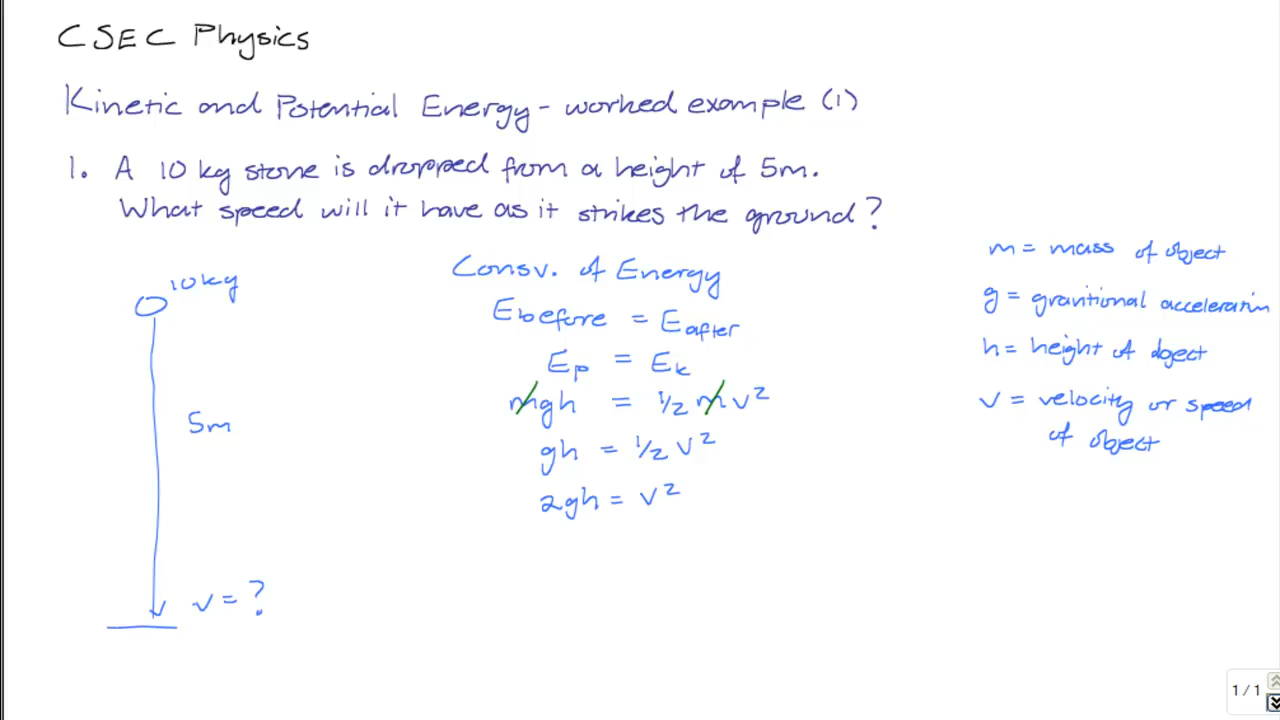 CSEC Physics
Kinetic and Potential Energy - worked example (1)
1. A 10 kg stone is dropped from a height of 5m.
What speed will it have as it strikes the ground?
10 kg
5m
v = ?
Consv. of Energy
Ebefore = Eafter
Ep = Ek
mgh = 1/2 mv²
gh = 1/2 v²
2gh = v²
m = mass of object
g = gravitional acceleration
h = height of object
v = velocity or speed
of object
1 / 1